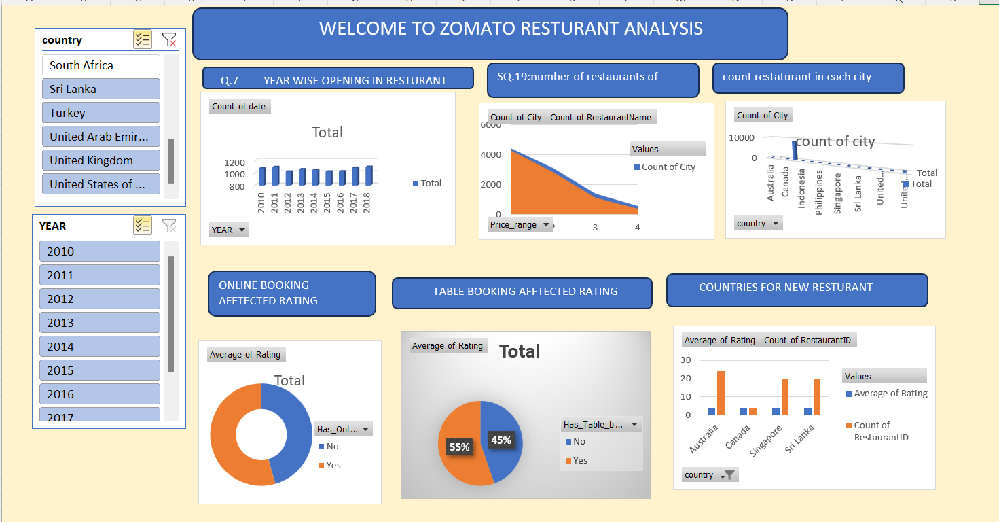 WELCOME TO ZOMATO RESTURANT ANALYSIS
country
South Africa
Sri Lanka
Turkey
United Arab Emir...
United Kingdom
United States of ...
YEAR
2010
2011
2012
2013
2014
2015
2016
2017
Q.7 YEAR WISE OPENING IN RESTURANT
Count of date
Total
1200
1000
800
2010
2011
2012
2013
2014
2015
2016
2017
2018
Total
YEAR
SQ.19:number of restaurants of
Count of City
Count of RestaurantName
6000
4000
2000
0
Values
Count of City
Price_range
2
3
4
count restaturant in each city
Count of City
count of city
10000
0
Australia
Canada
Indonesia
Philippines
Singapore
Sri Lanka
United...
United...
Total
Total
country
ONLINE BOOKING
AFFTECTED RATING
Average of Rating
Total
Has_Onl...
No
Yes
TABLE BOOKING AFFTECTED RATING
Average of Rating
Total
55%
45%
Has_Table_b...
No
Yes
COUNTRIES FOR NEW RESTURANT
Average of Rating
Count of RestaurantID
30
20
10
0
Australia
Canada
Singapore
Sri Lanka
Values
Average of Rating
Count of
RestaurantID
country